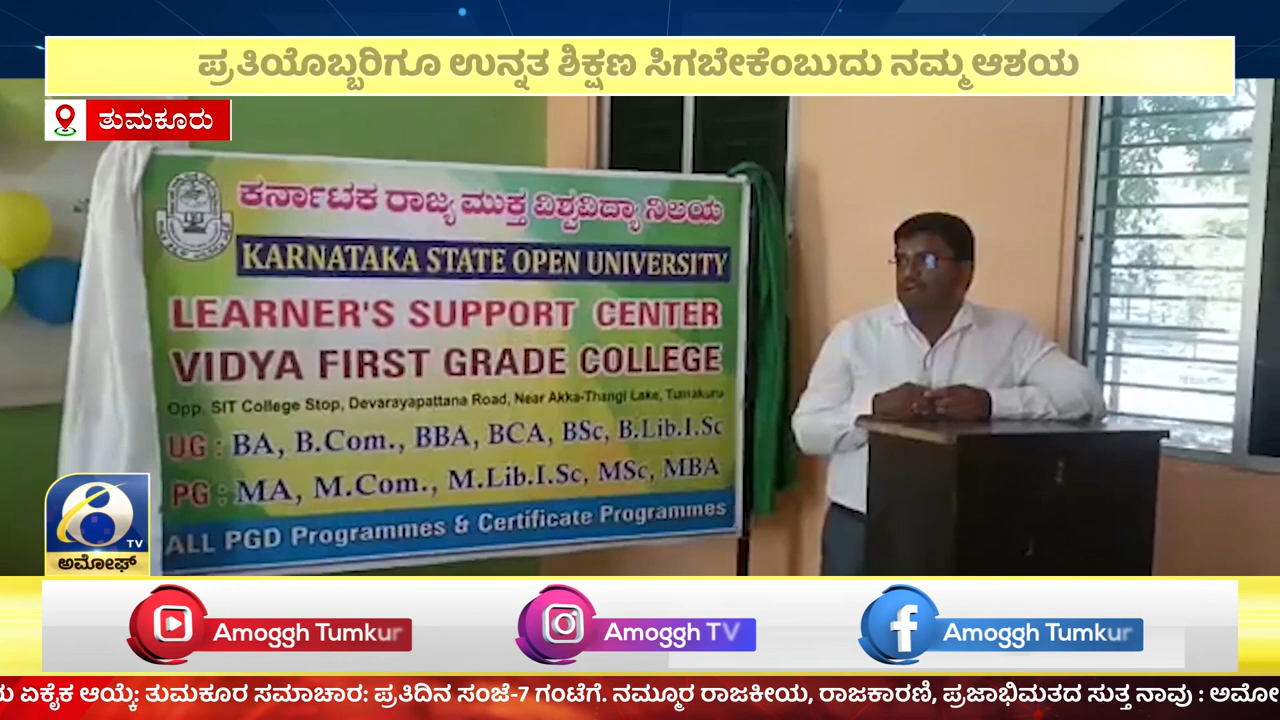 ಪ್ರತಿಯೊಬ್ಬರಿಗೂ ಉನ್ನತ ಶಿಕ್ಷಣ ಸಿಗಬೇಕೆಂಬುದು ನಮ್ಮ ಆಶಯ
ತುಮಕೂರು
ಕರ್ನಾಟಕ ರಾಜ್ಯ ಮುಕ್ತ ವಿಶ್ವವಿದ್ಯಾನಿಲಯ
KARNATAKA STATE OPEN UNIVERSITY
LEARNER'S SUPPORT CENTER
VIDYA FIRST GRADE COLLEGE
Opp. SIT College Stop, Devarayapattana Road, Near Akka-Thangi Lake, Tumakuru
UG : BA, B.Com., BBA, BCA, BSc, B.Lib.I.Sc
PG : MA, M.Com., M.Lib.I.Sc, MSc, MBA
ALL PGD Programmes & Certificate Programmes
TV
ಅಮೋಘ್
Amoggh Tumkur
Amoggh TV
Amoggh Tumkur
ಏಕೈಕ ಆಯ್ಕೆ: ತುಮಕೂರ ಸಮಾಚಾರ: ಪ್ರತಿದಿನ ಸಂಜೆ-7 ಗಂಟೆಗೆ. ನಮ್ಮೂರ ರಾಜಕೀಯ, ರಾಜಕಾರಣಿ, ಪ್ರಜಾಭಿಮತದ ಸುತ್ತ ನಾವು : ಅಮೋ